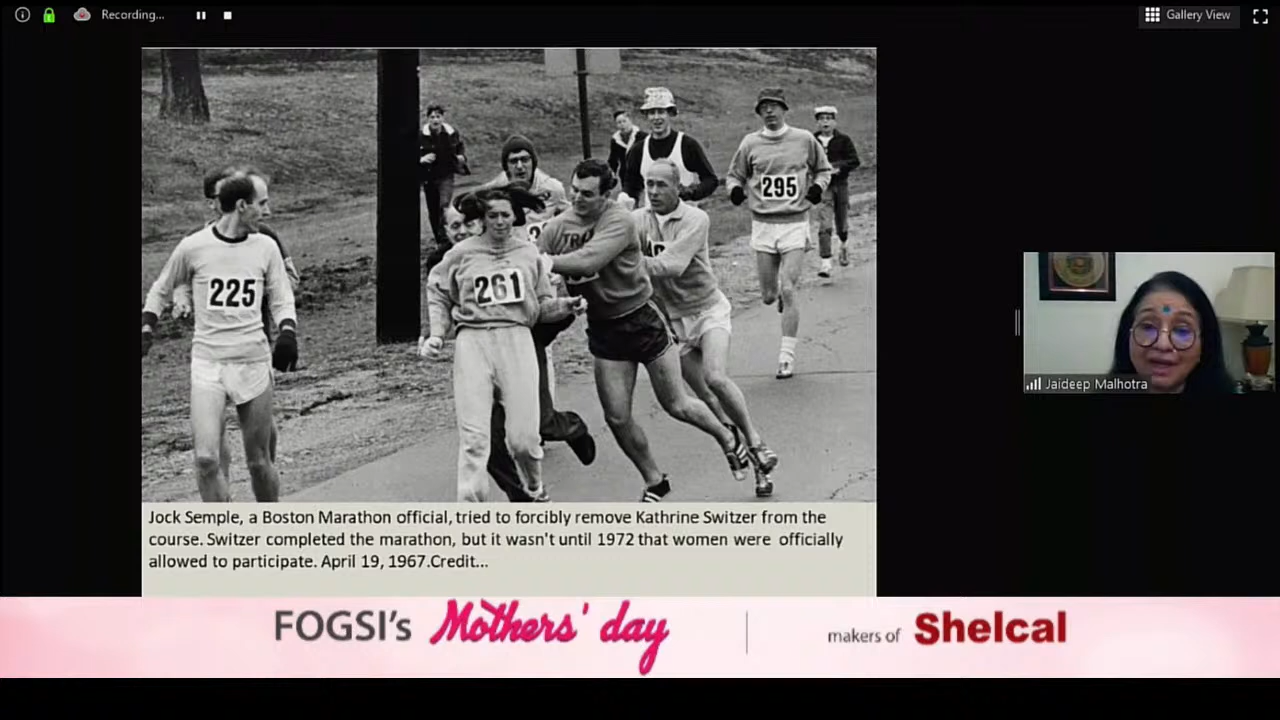 Recording...
Gallery View
225
261
295
Jaideep Malhotra
Jock Semple, a Boston Marathon official, tried to forcibly remove Kathrine Switzer from the
course. Switzer completed the marathon, but it wasn't until 1972 that women were officially
allowed to participate. April 19, 1967.Credit...
FOGSI's Mothers' day
makers of Shelcal